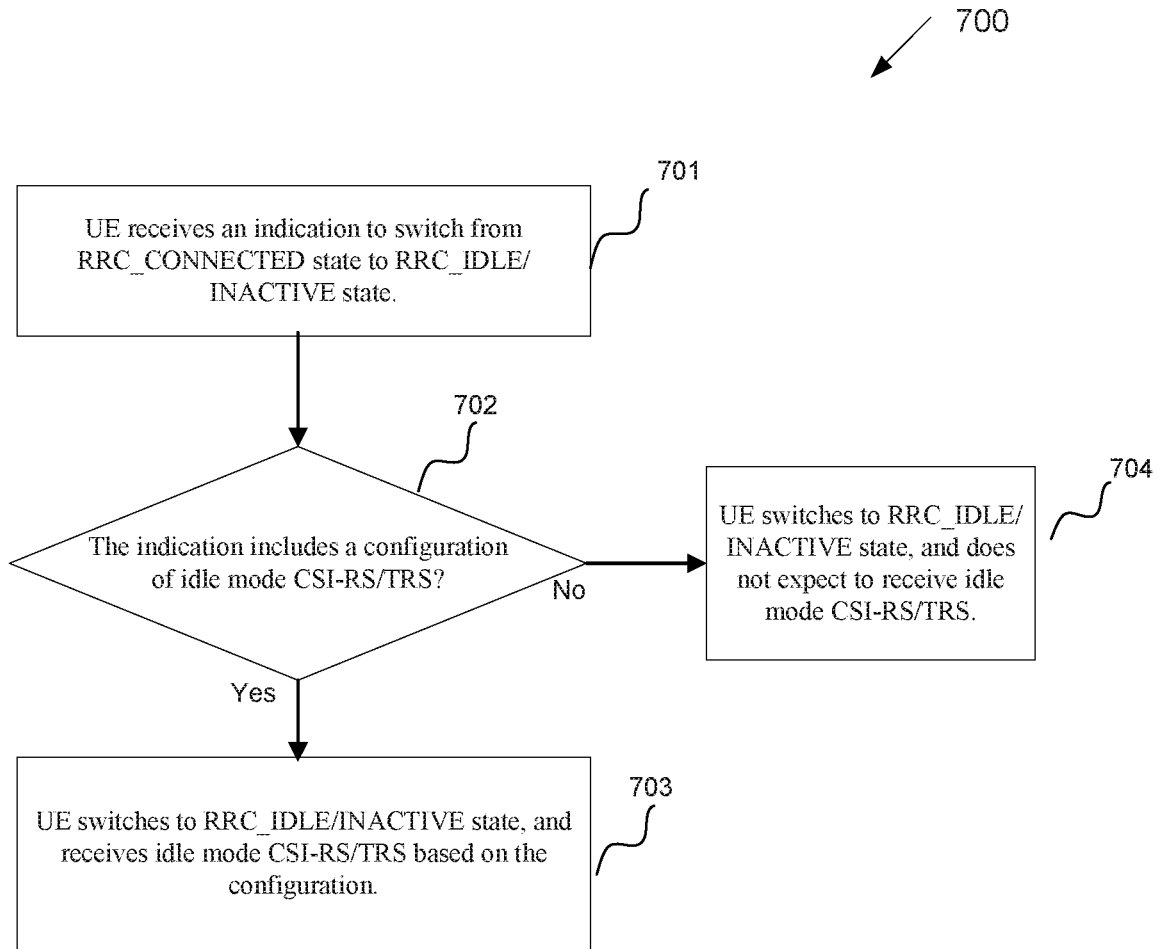 700
701
UE receives an indication to switch from
RRC_CONNECTED state to RRC_IDLE/
INACTIVE state.
702
The indication includes a configuration
of idle mode CSI-RS/TRS?
No
Yes
704
UE switches to RRC_IDLE/
INACTIVE state, and does
not expect to receive idle
mode CSI-RS/TRS.
703
UE switches to RRC_IDLE/INACTIVE state, and
receives idle mode CSI-RS/TRS based on the
configuration.